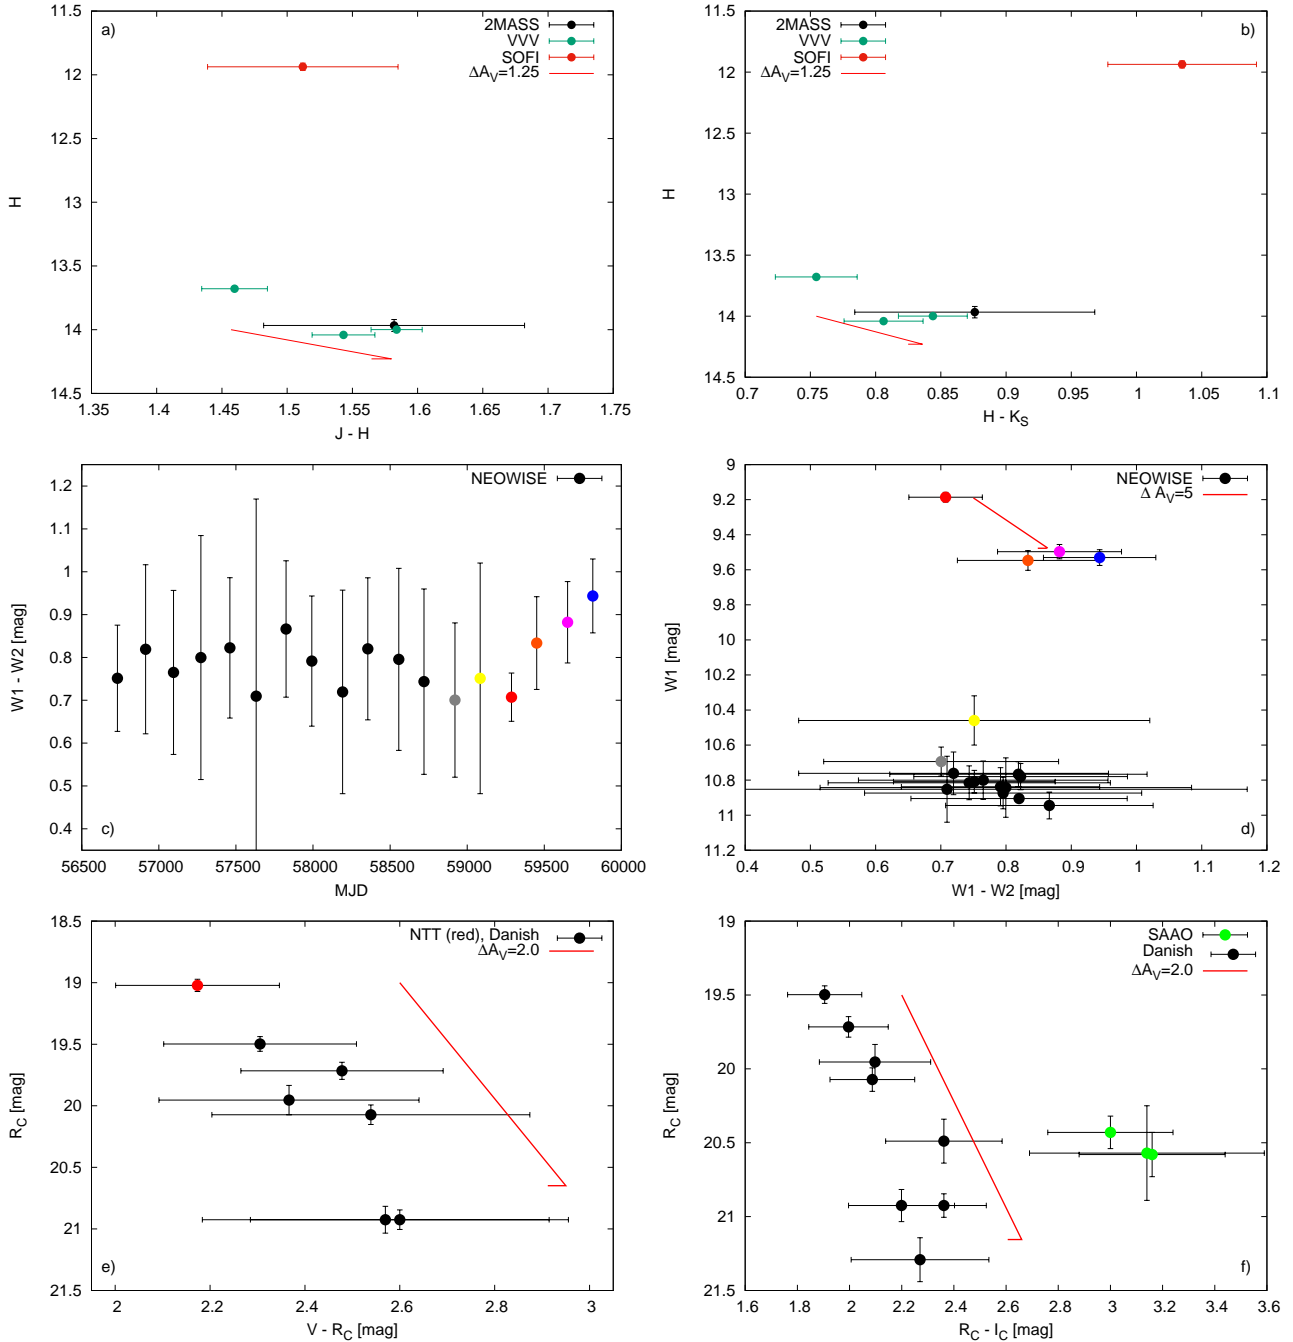 a)
2MASS
VVV
SOFI
ΔA_V=1.25
11.5
12
12.5
13
13.5
14
14.5
H
1.35
1.4
1.45
1.5
1.55
1.6
1.65
1.7
1.75
J - H
b)
2MASS
VVV
SOFI
ΔA_V=1.25
11.5
12
12.5
13
13.5
14
14.5
H
0.7
0.75
0.8
0.85
0.9
0.95
1
1.05
1.1
H - K_S
NEOWISE
1.2
1.1
1
0.9
0.8
0.7
0.6
0.5
0.4
W1 - W2 [mag]
c)
56500
57000
57500
58000
58500
59000
59500
60000
MJD
NEOWISE
Δ A_V=5
9
9.2
9.4
9.6
9.8
10
10.2
10.4
10.6
10.8
11
11.2
W1 [mag]
d)
0.4
0.5
0.6
0.7
0.8
0.9
1
1.1
1.2
W1 - W2 [mag]
NTT (red), Danish
ΔA_V=2.0
18.5
19
19.5
20
20.5
21
21.5
R_C [mag]
e)
2
2.2
2.4
2.6
2.8
3
V - R_C [mag]
SAAO
Danish
ΔA_V=2.0
19
19.5
20
20.5
21
21.5
R_C [mag]
f)
1.6
1.8
2
2.2
2.4
2.6
2.8
3
3.2
3.4
3.6
R_C - I_C [mag]